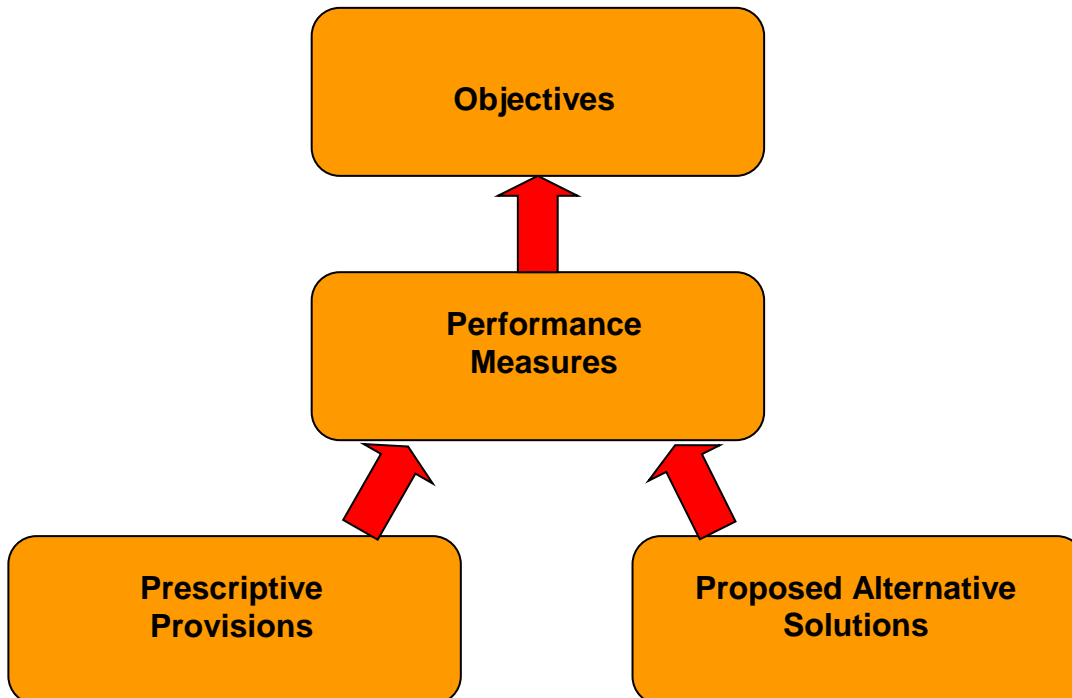 Objectives
Performance
Measures
Prescriptive
Provisions
Proposed Alternative
Solutions